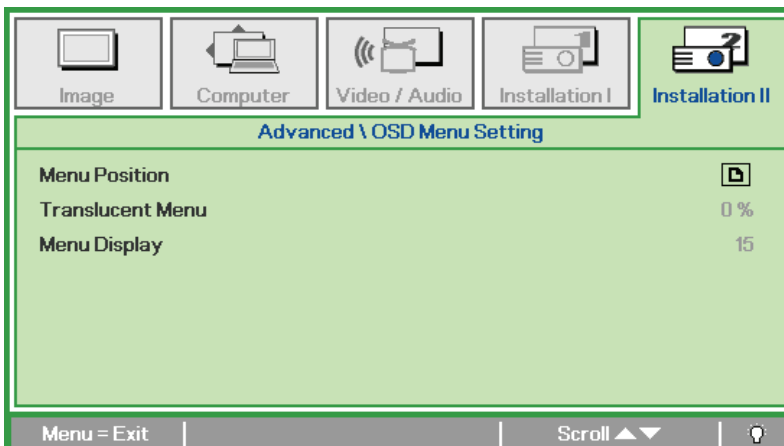 Image
Computer
Video / Audio
Installation I
Installation II
Advanced \ OSD Menu Setting
Menu Position
Translucent Menu 0 %
Menu Display 15
Menu = Exit Scroll ▲▼